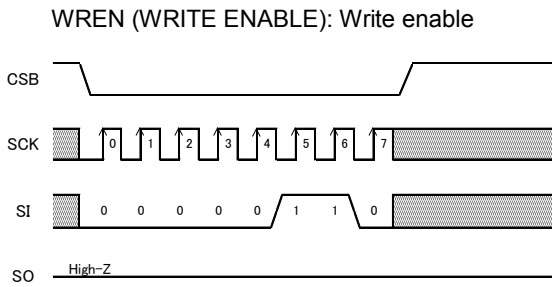 WREN (WRITE ENABLE): Write enable
CSB
SCK 0 1 2 3 4 5 6 7
SI 0 0 0 0 0 1 1 0
SO High-Z